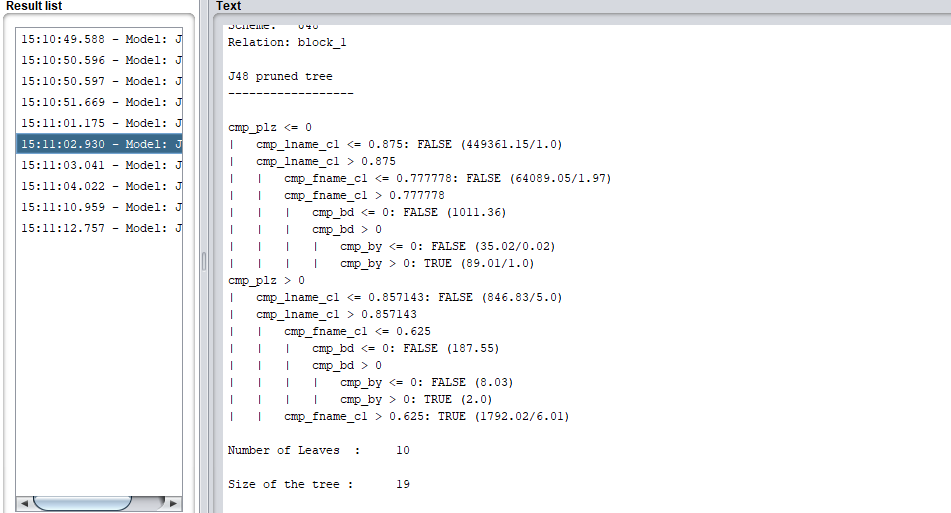 Result list
15:10:49.588 - Model: J
15:10:50.596 - Model: J
15:10:50.597 - Model: J
15:10:51.669 - Model: J
15:11:01.175 - Model: J
15:11:02.930 - Model: J
15:11:03.041 - Model: J
15:11:04.022 - Model: J
15:11:10.959 - Model: J
15:11:12.757 - Model: J
Text
Scheme: J48
Relation: block_1
J48 pruned tree
------------------
cmp_plz <= 0
|   cmp_lname_c1 <= 0.875: FALSE (449361.15/1.0)
|   cmp_lname_c1 > 0.875
|   |   cmp_fname_c1 <= 0.777778: FALSE (64089.05/1.97)
|   |   cmp_fname_c1 > 0.777778
|   |   |   cmp_bd <= 0: FALSE (1011.36)
|   |   |   cmp_bd > 0
|   |   |   |   cmp_by <= 0: FALSE (35.02/0.02)
|   |   |   |   cmp_by > 0: TRUE (89.01/1.0)
cmp_plz > 0
|   cmp_lname_c1 <= 0.857143: FALSE (846.83/5.0)
|   cmp_lname_c1 > 0.857143
|   |   cmp_fname_c1 <= 0.625
|   |   |   cmp_bd <= 0: FALSE (187.55)
|   |   |   cmp_bd > 0
|   |   |   |   cmp_by <= 0: FALSE (8.03)
|   |   |   |   cmp_by > 0: TRUE (2.0)
|   |   cmp_fname_c1 > 0.625: TRUE (1792.02/6.01)
Number of Leaves  :     10
Size of the tree :      19